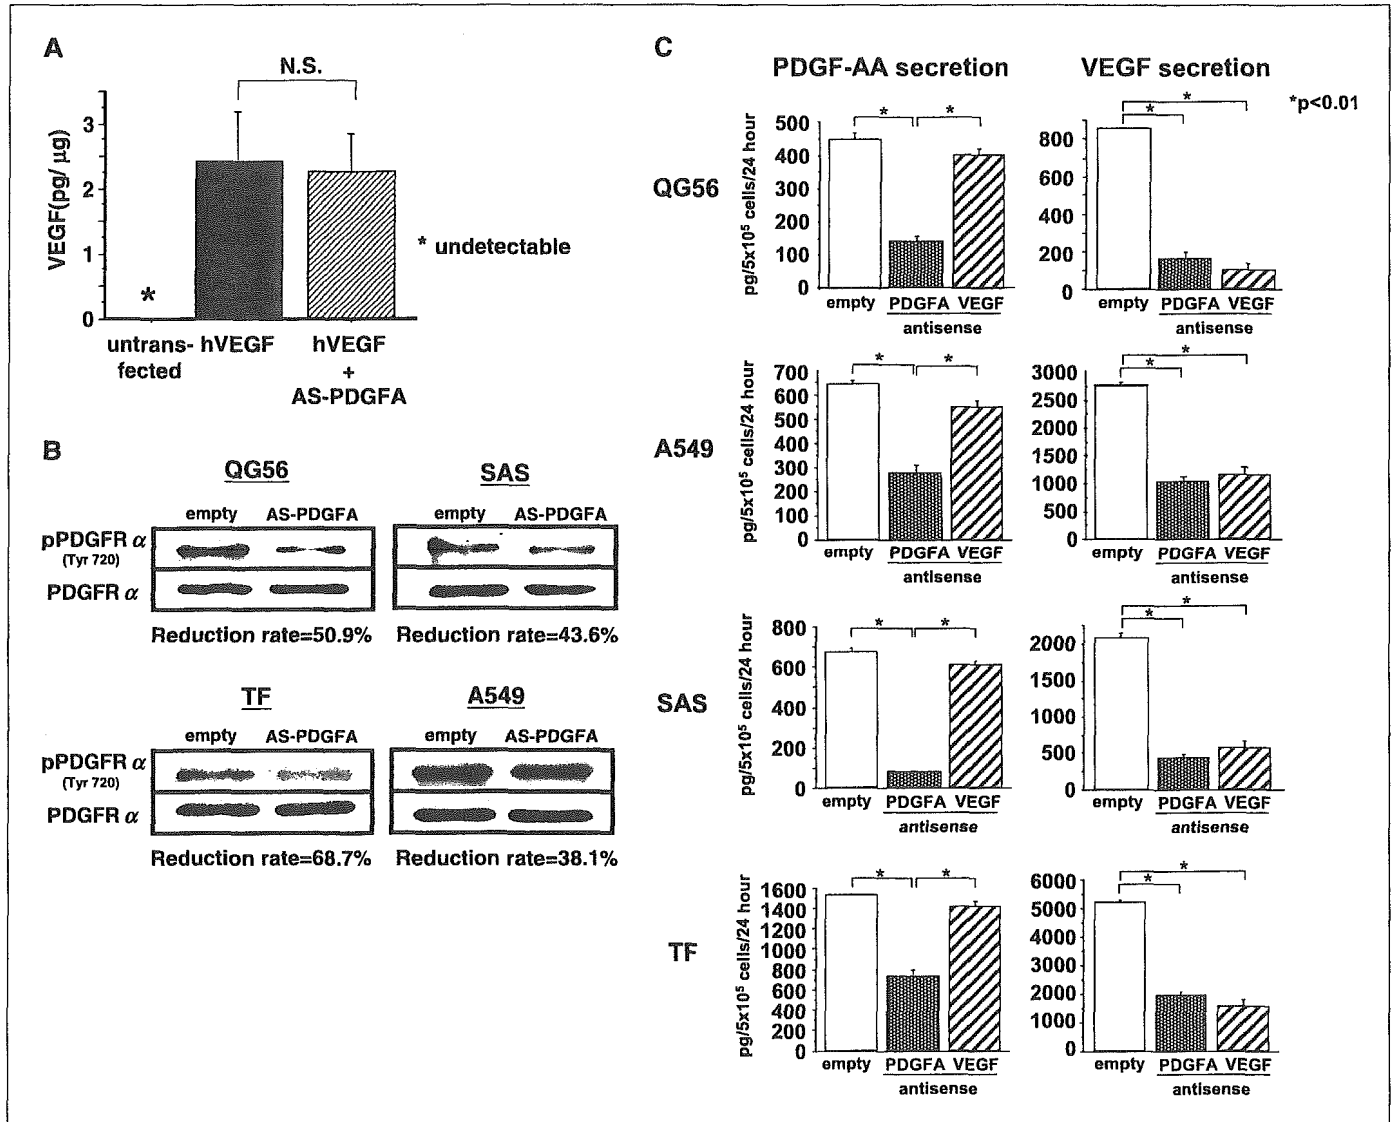 A
N.S.
VEGF(pg/ μg)
3
2
1
0
*
* undetectable
untrans-
fected
hVEGF
hVEGF
+
AS-PDGFA
B
QG56
empty AS-PDGFA
pPDGFR α
(Tyr 720)
PDGFR α
Reduction rate=50.9%
SAS
empty AS-PDGFA
Reduction rate=43.6%
TF
empty AS-PDGFA
pPDGFR α
(Tyr 720)
PDGFR α
Reduction rate=68.7%
A549
empty AS-PDGFA
Reduction rate=38.1%
C
PDGF-AA secretion
VEGF secretion
*p<0.01
QG56
pg/5x10⁵ cells/24 hour
500
400
300
200
100
0
* *
empty PDGFA VEGF
antisense
800
600
400
200
0
*
*
empty PDGFA VEGF
antisense
A549
pg/5x10⁵ cells/24 hour
700
600
500
400
300
200
100
0
* *
empty PDGFA VEGF
antisense
3000
2500
2000
1500
1000
500
0
*
*
empty PDGFA VEGF
antisense
SAS
pg/5x10⁵ cells/24 hour
800
600
400
200
0
* *
empty PDGFA VEGF
antisense
2000
1500
1000
500
0
*
*
empty PDGFA VEGF
antisense
TF
pg/5x10⁵ cells/24 hour
1600
1400
1200
1000
800
600
400
200
0
* *
empty PDGFA VEGF
antisense
6000
5000
4000
3000
2000
1000
0
*
*
empty PDGFA VEGF
antisense